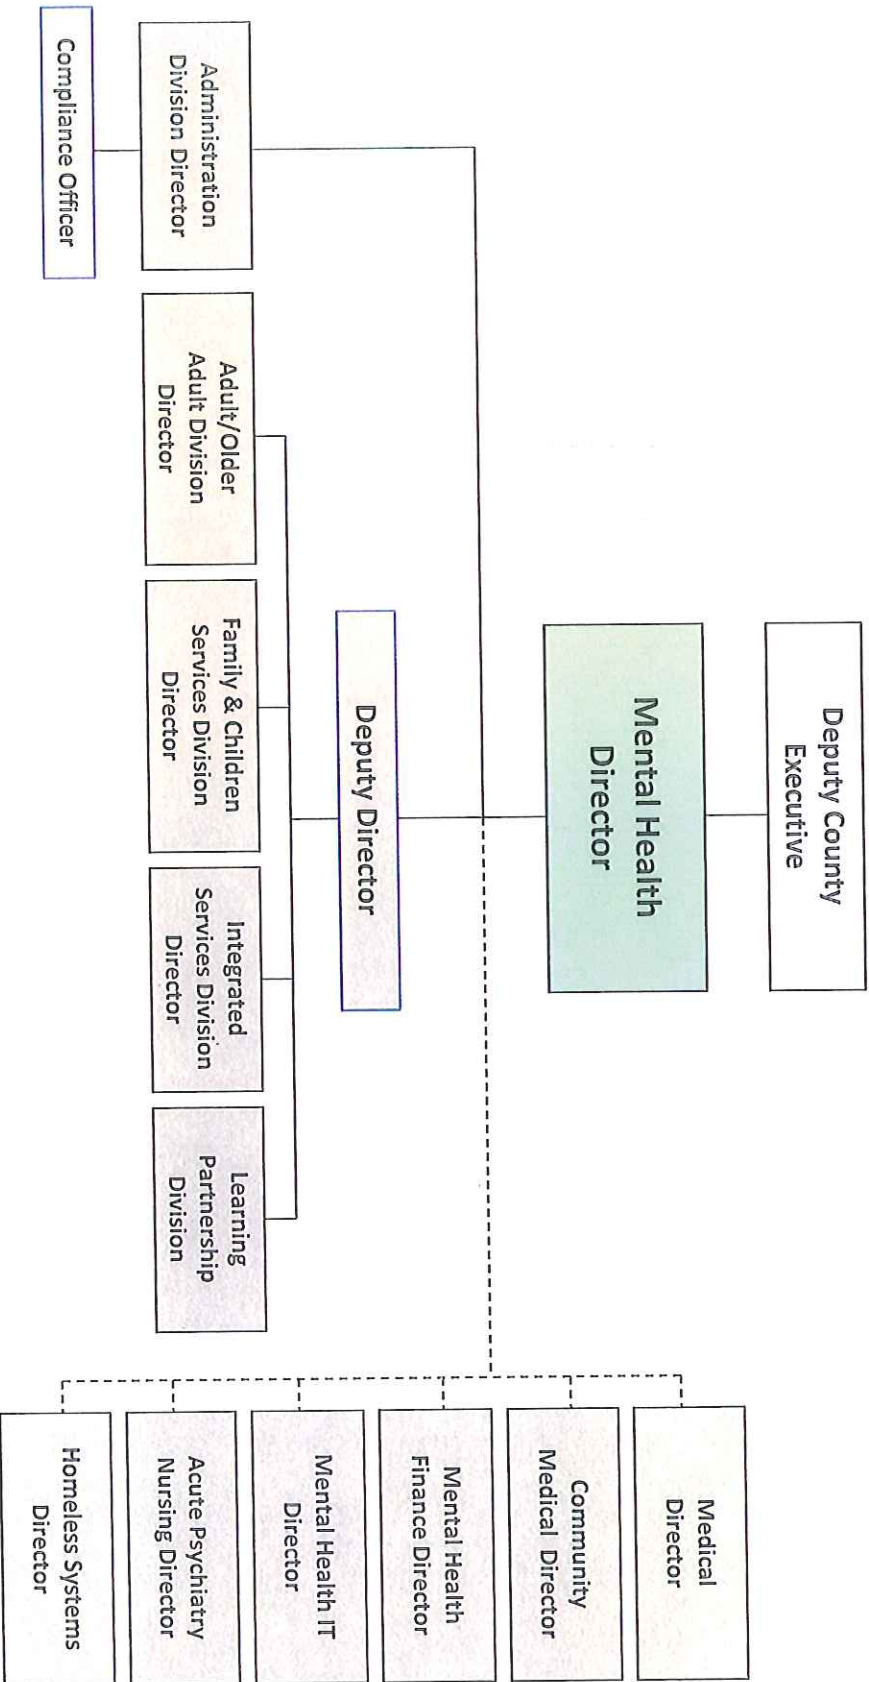 Deputy County
Executive
Mental Health
Director
Deputy Director
Administration
Division Director
Compliance Officer
Adult/Older
Adult Division
Director
Family & Children
Services Division
Director
Integrated
Services Division
Director
Learning
Partnership
Division
Medical
Director
Community
Medical Director
Mental Health
Finance Director
Mental Health IT
Director
Acute Psychiatry
Nursing Director
Homeless Systems
Director